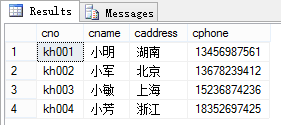 Results Messages
cno cname caddress cphone
1 kh001 小明 湖南 13456987561
2 kh002 小军 北京 13678239412
3 kh003 小敏 上海 15236874236
4 kh004 小芳 浙江 18352697425